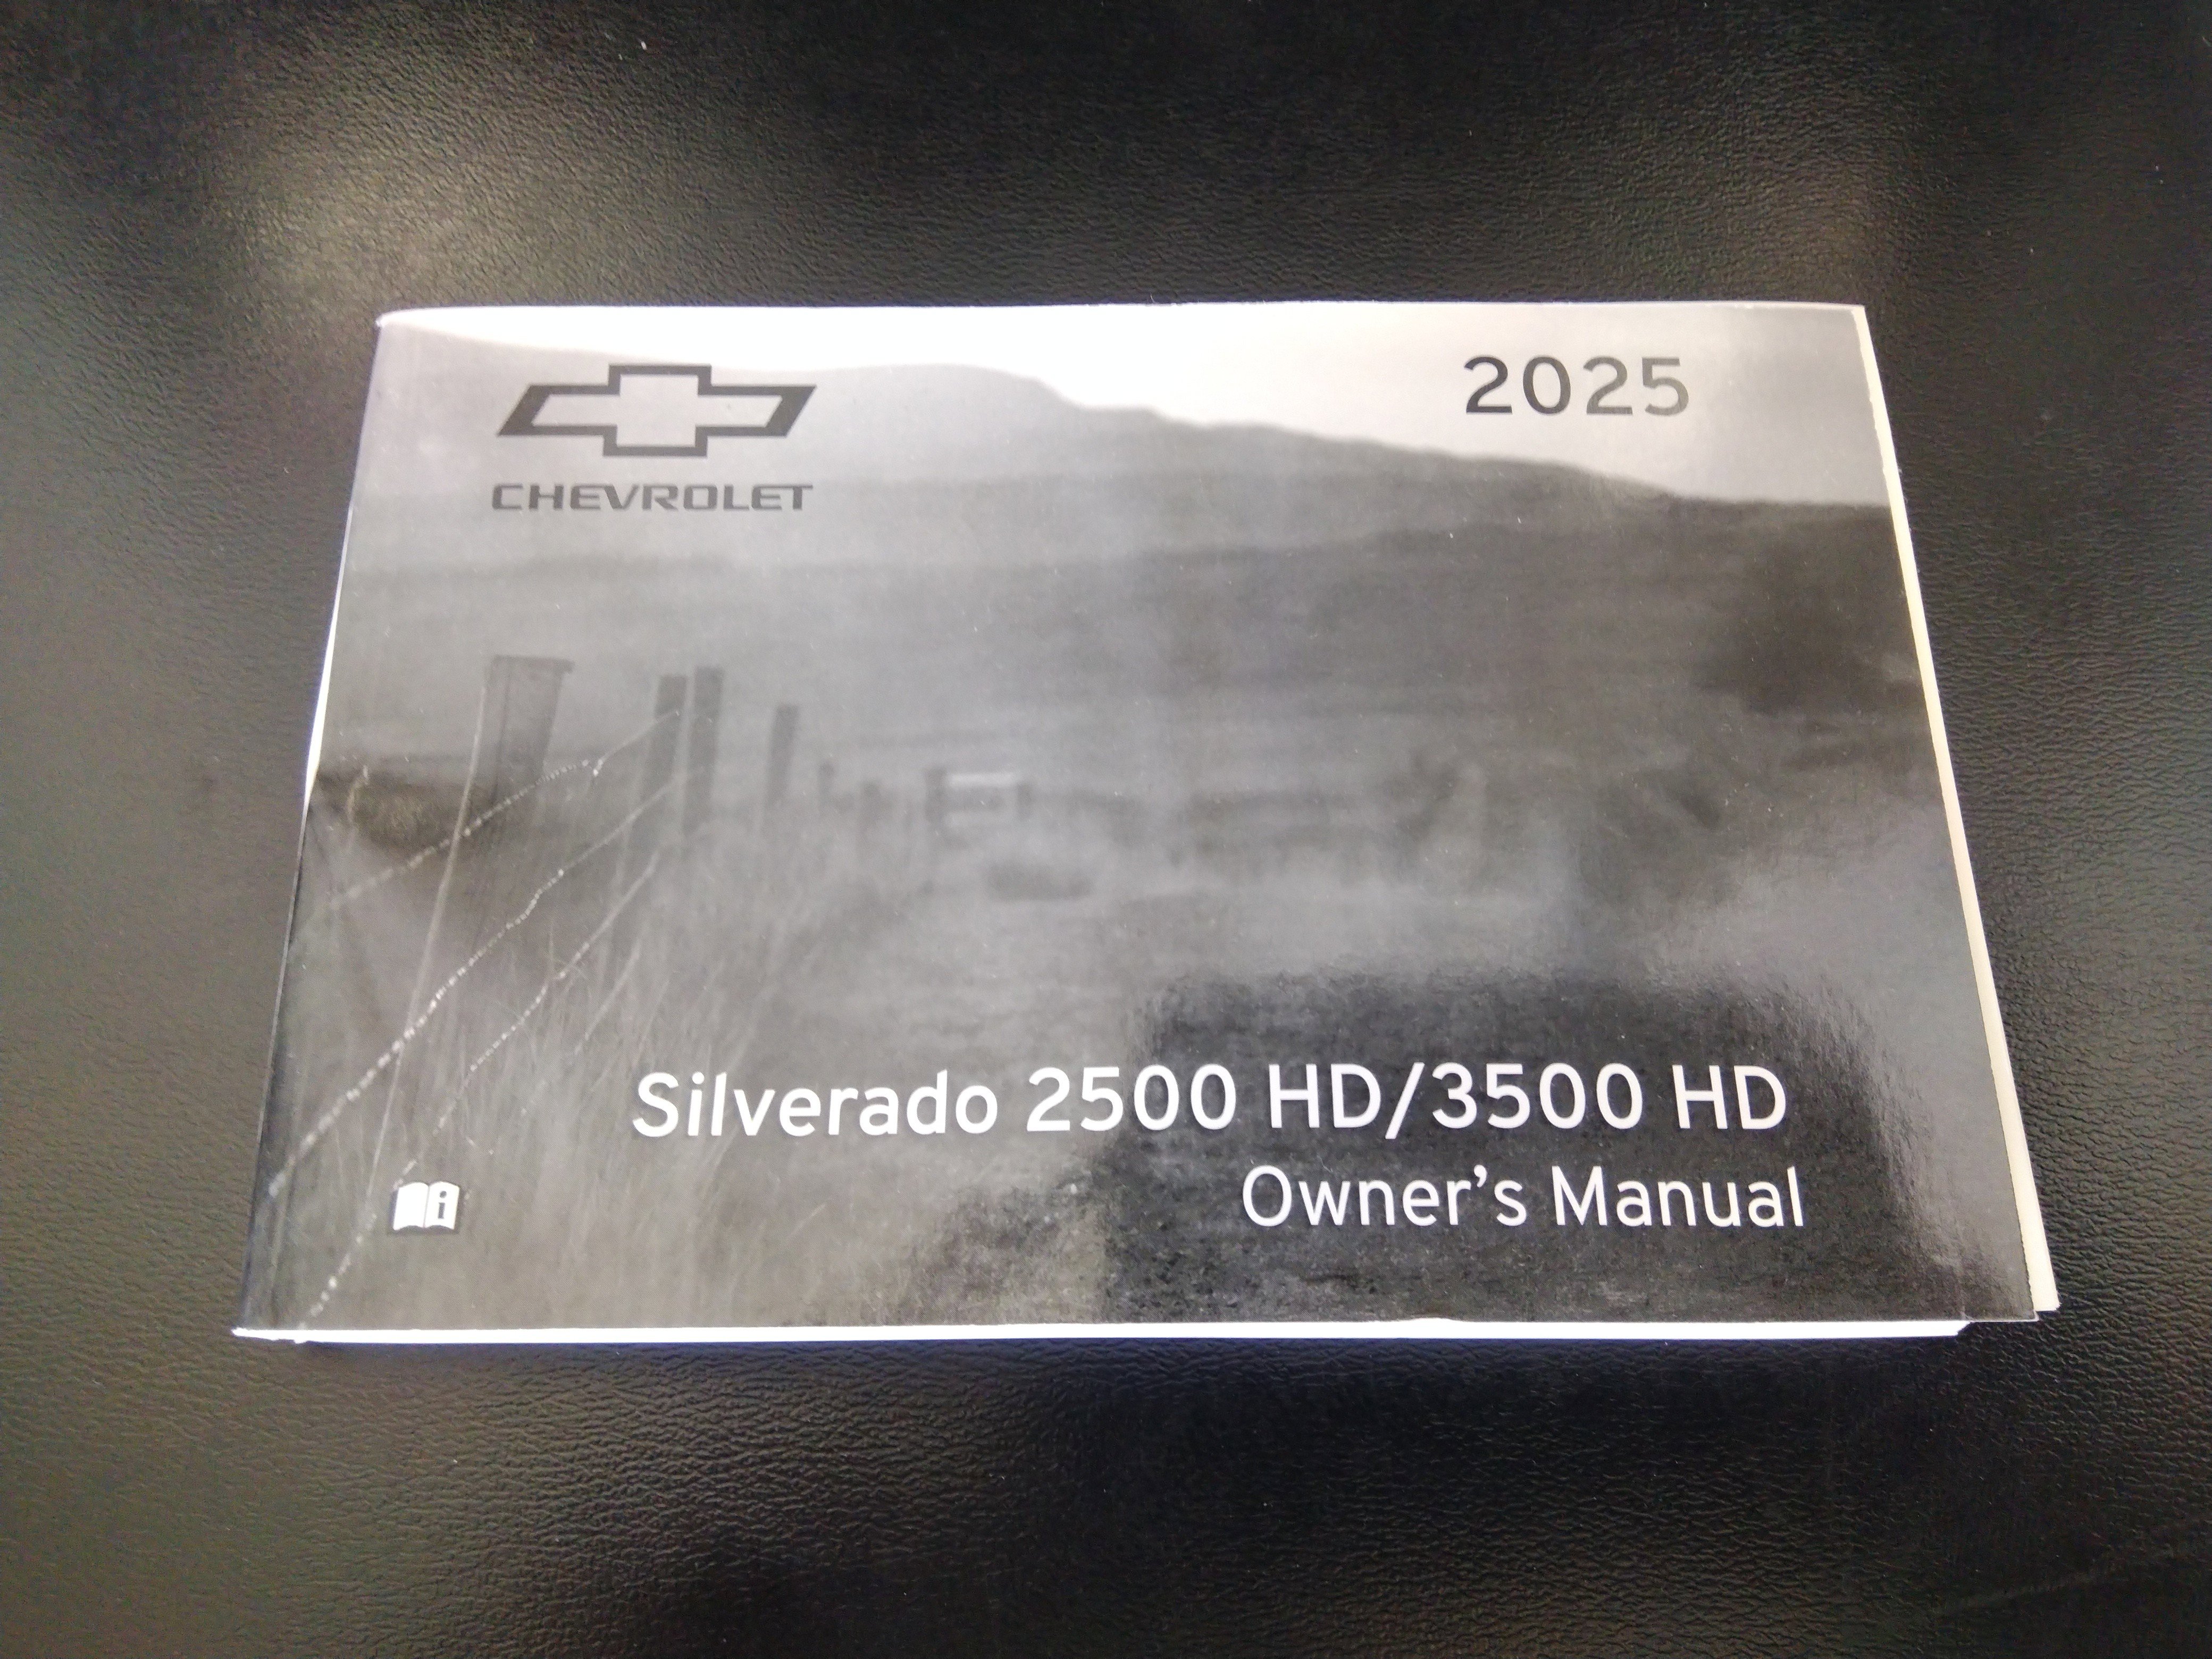 CHEVROLET
2025
Silverado 2500 HD/3500 HD
Owner's Manual
i